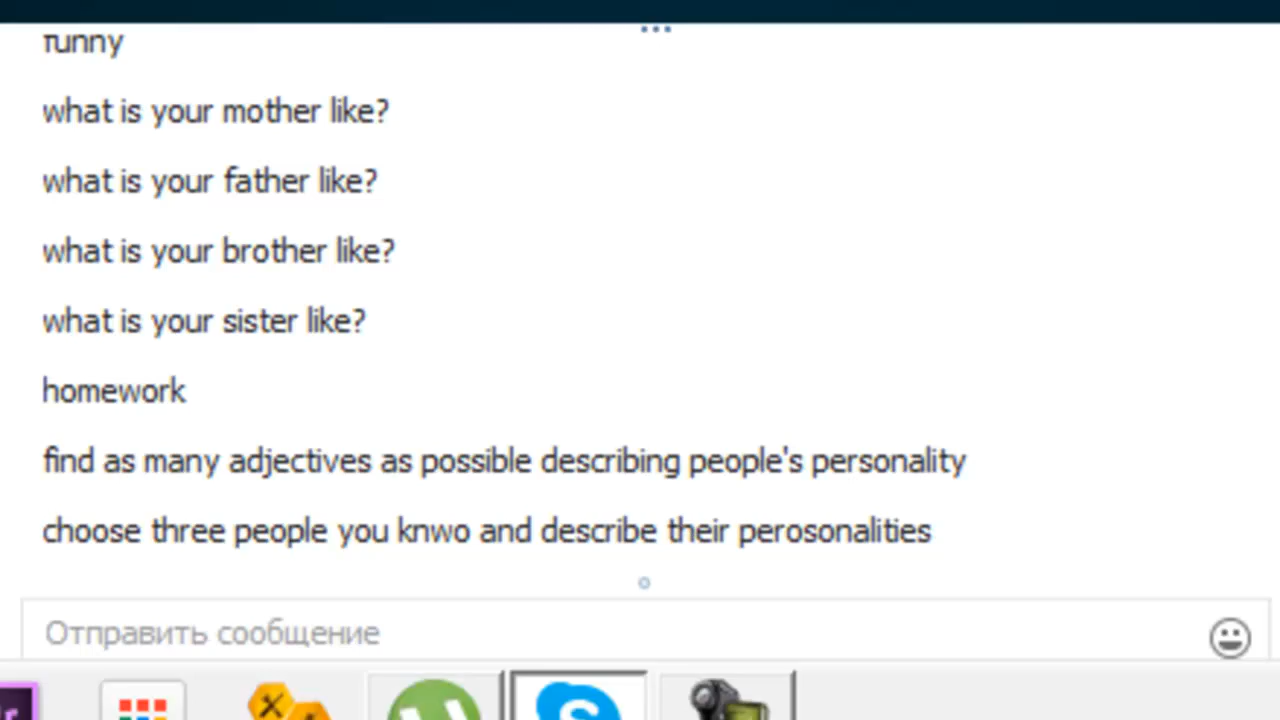 funny
what is your mother like?
what is your father like?
what is your brother like?
what is your sister like?
homework
find as many adjectives as possible describing people's personality
choose three people you knwo and describe their perosonalities
Отправить сообщение